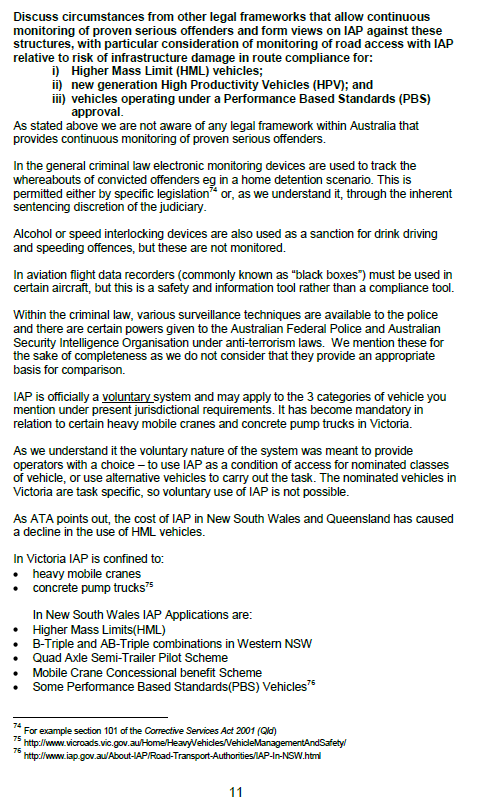 Discuss circumstances from other legal frameworks that allow continuous
monitoring of proven serious offenders and form views on IAP against these
structures, with particular consideration of monitoring of road access with IAP
relative to risk of infrastructure damage in route compliance for:
i) Higher Mass Limit (HML) vehicles;
ii) new generation High Productivity Vehicles (HPV); and
iii) vehicles operating under a Performance Based Standards (PBS)
approval.
As stated above we are not aware of any legal framework within Australia that
provides continuous monitoring of proven serious offenders.
In the general criminal law electronic monitoring devices are used to track the
whereabouts of convicted offenders eg in a home detention scenario. This is
permitted either by specific legislation74 or, as we understand it, through the inherent
sentencing discretion of the judiciary.
Alcohol or speed interlocking devices are also used as a sanction for drink driving
and speeding offences, but these are not monitored.
In aviation flight data recorders (commonly known as “black boxes”) must be used in
certain aircraft, but this is a safety and information tool rather than a compliance tool.
Within the criminal law, various surveillance techniques are available to the police
and there are certain powers given to the Australian Federal Police and Australian
Security Intelligence Organisation under anti-terrorism laws. We mention these for
the sake of completeness as we do not consider that they provide an appropriate
basis for comparison.
IAP is officially a voluntary system and may apply to the 3 categories of vehicle you
mention under present jurisdictional requirements. It has become mandatory in
relation to certain heavy mobile cranes and concrete pump trucks in Victoria.
As we understand it the voluntary nature of the system was meant to provide
operators with a choice – to use IAP as a condition of access for nominated classes
of vehicle, or use alternative vehicles to carry out the task. The nominated vehicles in
Victoria are task specific, so voluntary use of IAP is not possible.
As ATA points out, the cost of IAP in New South Wales and Queensland has caused
a decline in the use of HML vehicles.
In Victoria IAP is confined to:
• heavy mobile cranes
• concrete pump trucks75
In New South Wales IAP Applications are:
• Higher Mass Limits(HML)
• B-Triple and AB-Triple combinations in Western NSW
• Quad Axle Semi-Trailer Pilot Scheme
• Mobile Crane Concessional benefit Scheme
• Some Performance Based Standards(PBS) Vehicles76
74 For example section 101 of the Corrective Services Act 2001 (Qld)
75 http://www.vicroads.vic.gov.au/Home/HeavyVehicles/VehicleManagementAndSafety/
76 http://www.iap.gov.au/About-IAP/Road-Transport-Authorities/IAP-In-NSW.html
11